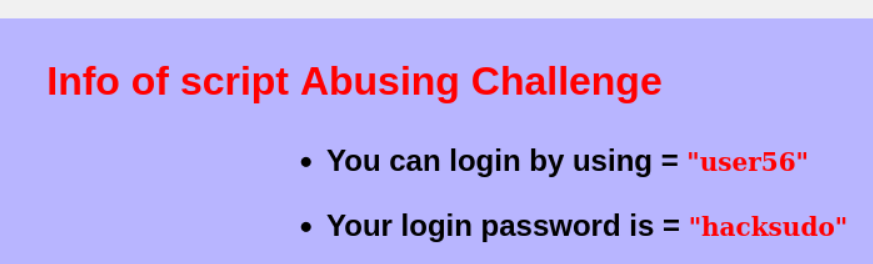 Info of script Abusing Challenge
• You can login by using = "user56"
• Your login password is = "hacksudo"